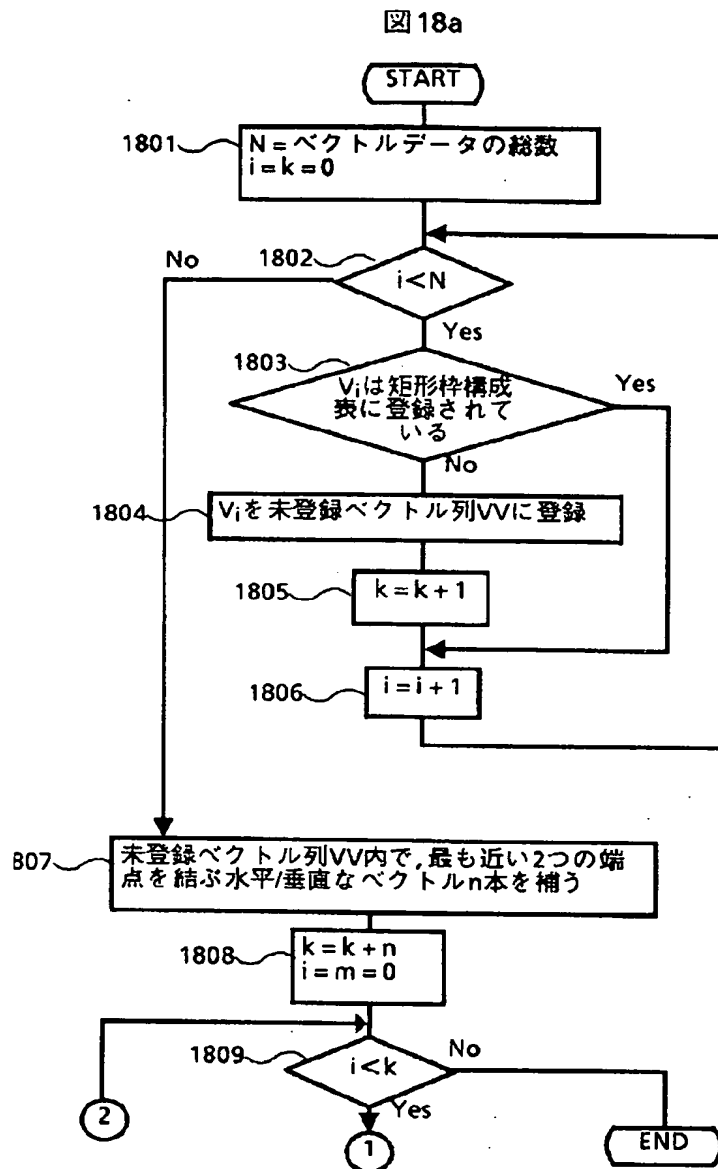 図18a
START
1801
N=ベクトルデータの総数
i=k=0
1802
No
i<N
Yes
1803
Viは矩形枠構成
表に登録されて
いる
Yes
No
1804
Viを未登録ベクトル列VVに登録
1805
k=k+1
1806
i=i+1
807
未登録ベクトル列VV内で,最も近い2つの端
点を結ぶ水平/垂直なベクトルn本を補う
1808
k=k+n
i=m=0
1809
i<k
No
Yes
2
1
END